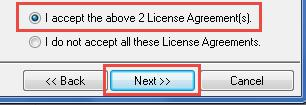 I accept the above 2 License Agreement(s).
I do not accept all these License Agreements.
<< Back Next >> Cancel